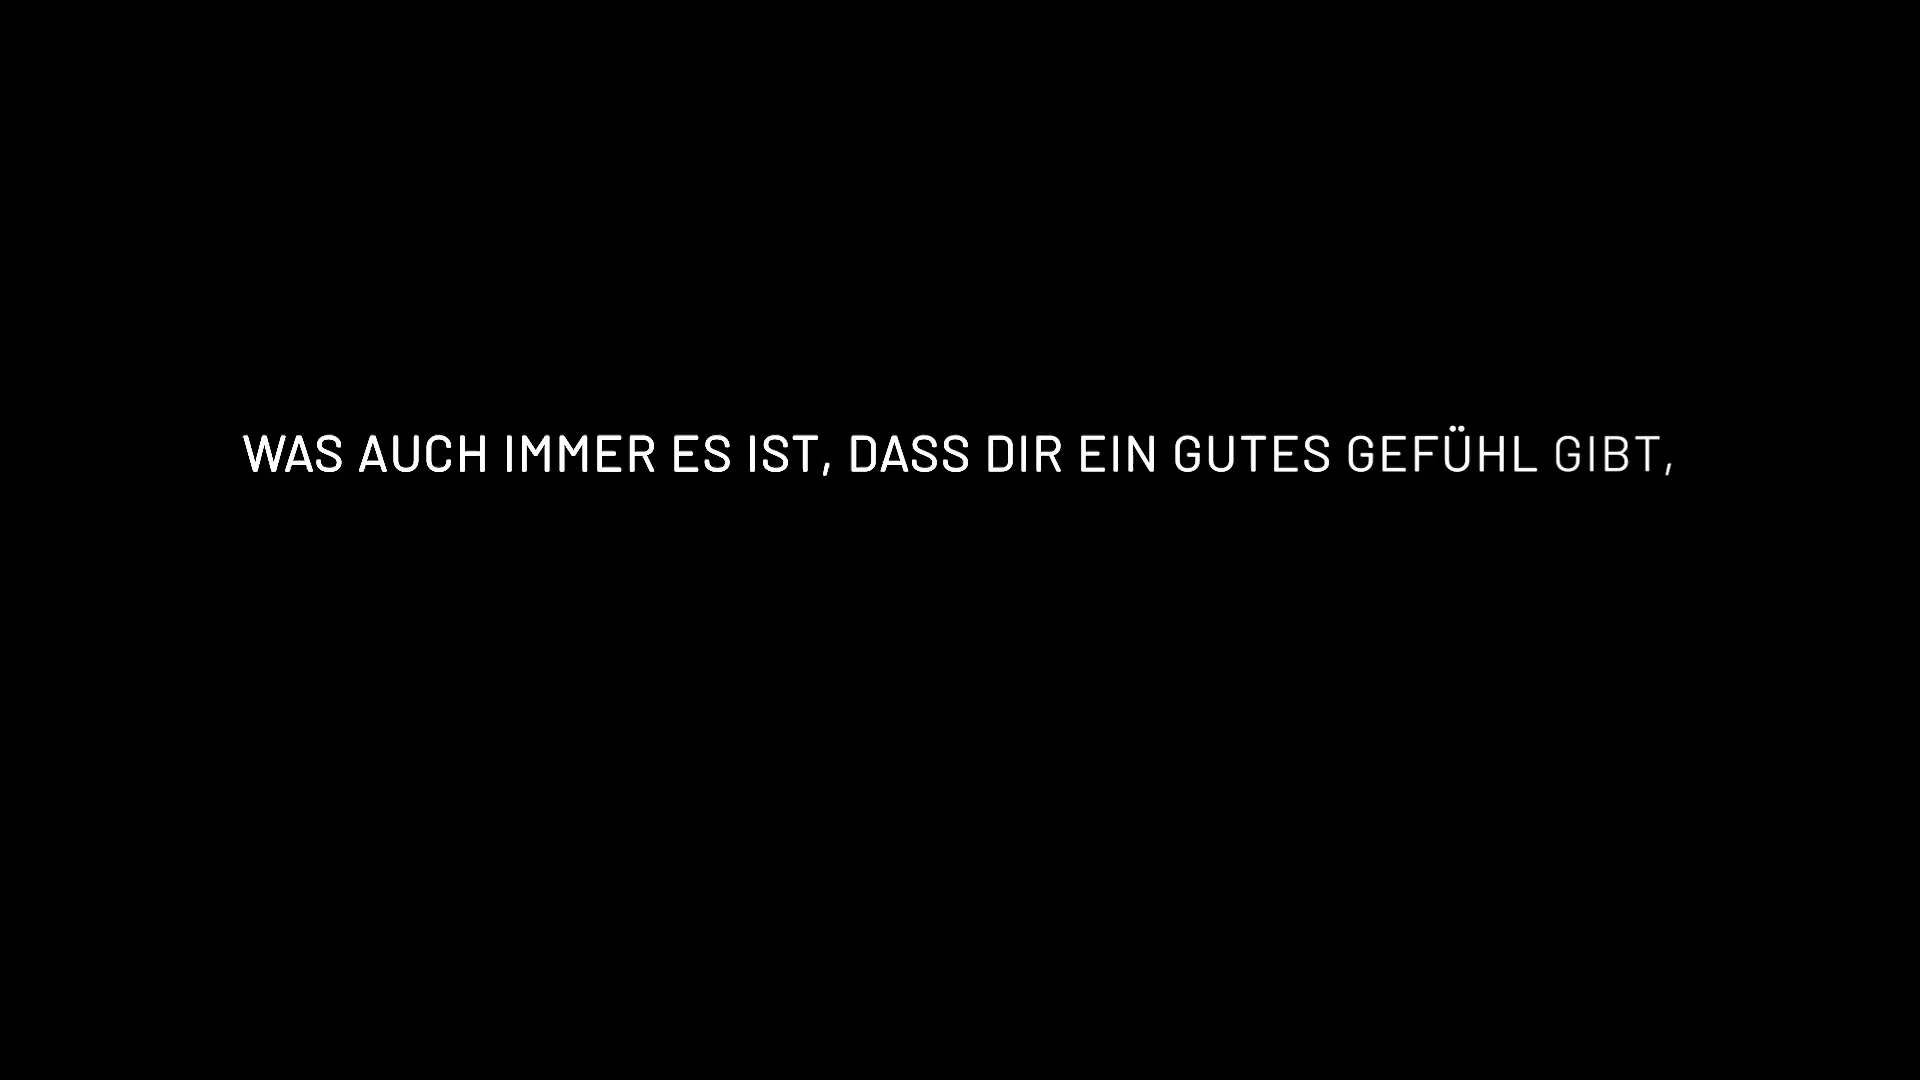 WAS AUCH IMMER ES IST, DASS DIR EIN GUTES GEFÜHL GIBT,